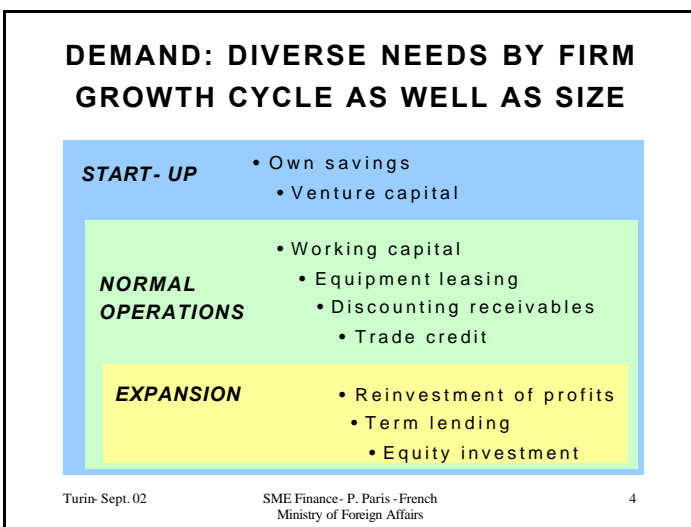 DEMAND: DIVERSE NEEDS BY FIRM
GROWTH CYCLE AS WELL AS SIZE
START- UP
• Own savings
• Venture capital
NORMAL
OPERATIONS
• Working capital
• Equipment leasing
• Discounting receivables
• Trade credit
EXPANSION
• Reinvestment of profits
• Term lending
• Equity investment
Turin- Sept. 02
SME Finance- P. Paris -French
Ministry of Foreign Affairs
4